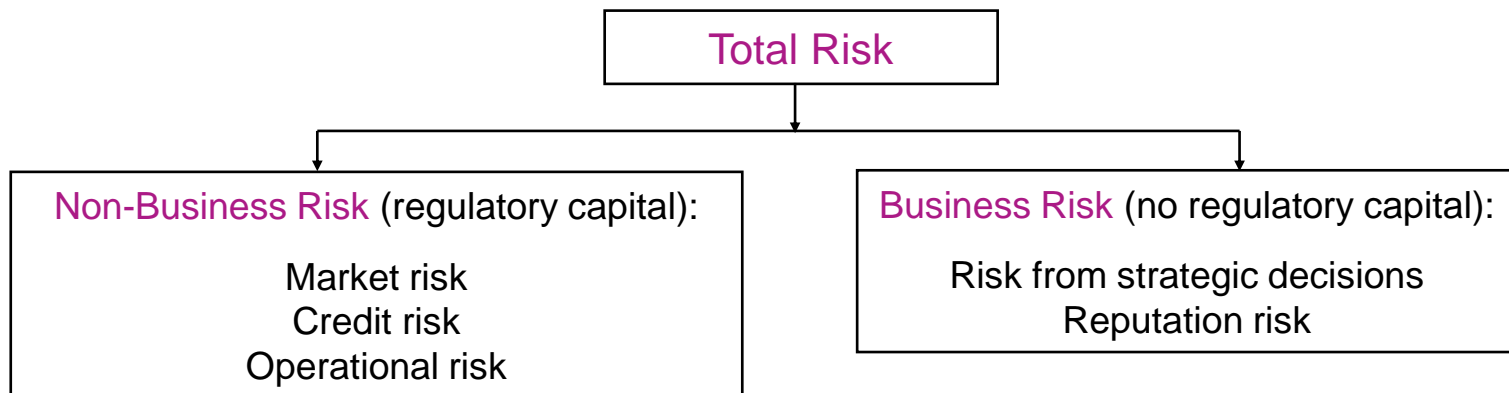 Total Risk
Non-Business Risk (regulatory capital):
Market risk
Credit risk
Operational risk
Business Risk (no regulatory capital):
Risk from strategic decisions
Reputation risk